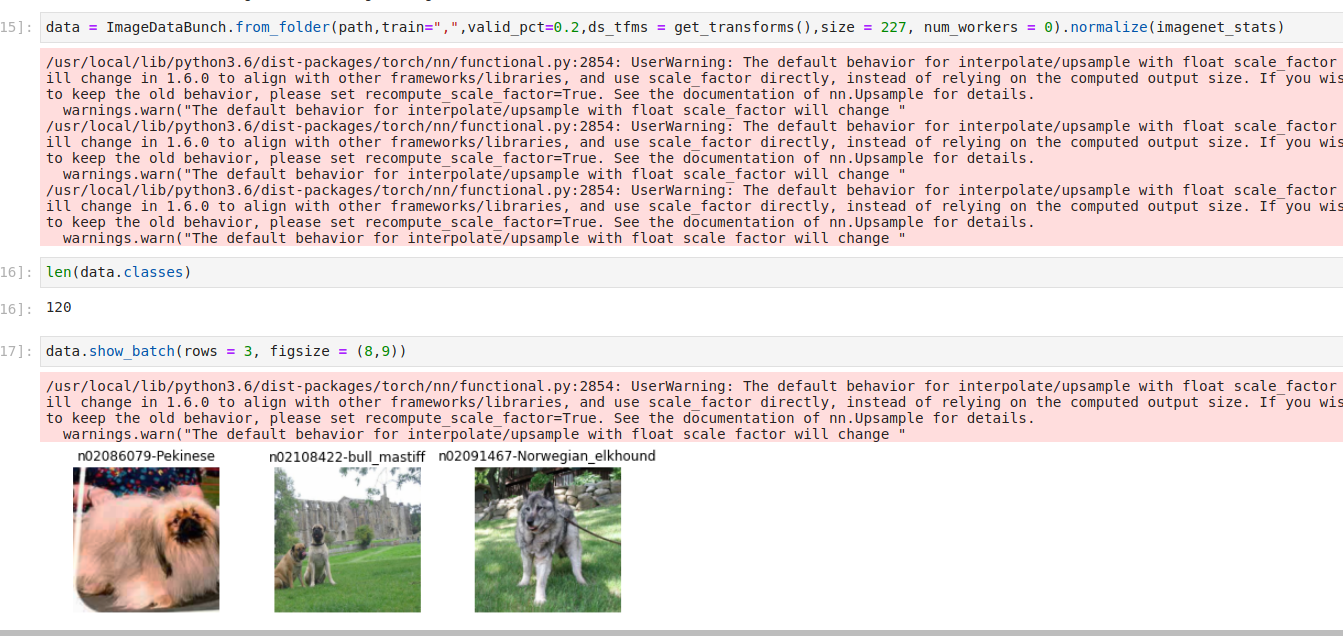 15]: data = ImageDataBunch.from_folder(path,train=",",valid_pct=0.2,ds_tfms = get_transforms(),size = 227, num_workers = 0).normalize(imagenet_stats)
/usr/local/lib/python3.6/dist-packages/torch/nn/functional.py:2854: UserWarning: The default behavior for interpolate/upsample with float scale_factor
ill change in 1.6.0 to align with other frameworks/libraries, and use scale_factor directly, instead of relying on the computed output size. If you wis
to keep the old behavior, please set recompute_scale_factor=True. See the documentation of nn.Upsample for details.
warnings.warn("The default behavior for interpolate/upsample with float scale_factor will change "
/usr/local/lib/python3.6/dist-packages/torch/nn/functional.py:2854: UserWarning: The default behavior for interpolate/upsample with float scale_factor
ill change in 1.6.0 to align with other frameworks/libraries, and use scale_factor directly, instead of relying on the computed output size. If you wis
to keep the old behavior, please set recompute_scale_factor=True. See the documentation of nn.Upsample for details.
warnings.warn("The default behavior for interpolate/upsample with float scale_factor will change "
/usr/local/lib/python3.6/dist-packages/torch/nn/functional.py:2854: UserWarning: The default behavior for interpolate/upsample with float scale_factor
ill change in 1.6.0 to align with other frameworks/libraries, and use scale_factor directly, instead of relying on the computed output size. If you wis
to keep the old behavior, please set recompute_scale_factor=True. See the documentation of nn.Upsample for details.
warnings.warn("The default behavior for interpolate/upsample with float scale factor will change "
16]: len(data.classes)
16]: 120
17]: data.show_batch(rows = 3, figsize = (8,9))
/usr/local/lib/python3.6/dist-packages/torch/nn/functional.py:2854: UserWarning: The default behavior for interpolate/upsample with float scale_factor
ill change in 1.6.0 to align with other frameworks/libraries, and use scale_factor directly, instead of relying on the computed output size. If you wis
to keep the old behavior, please set recompute_scale_factor=True. See the documentation of nn.Upsample for details.
warnings.warn("The default behavior for interpolate/upsample with float scale factor will change "
n02086079-Pekinese n02108422-bull_mastiff n02091467-Norwegian_elkhound